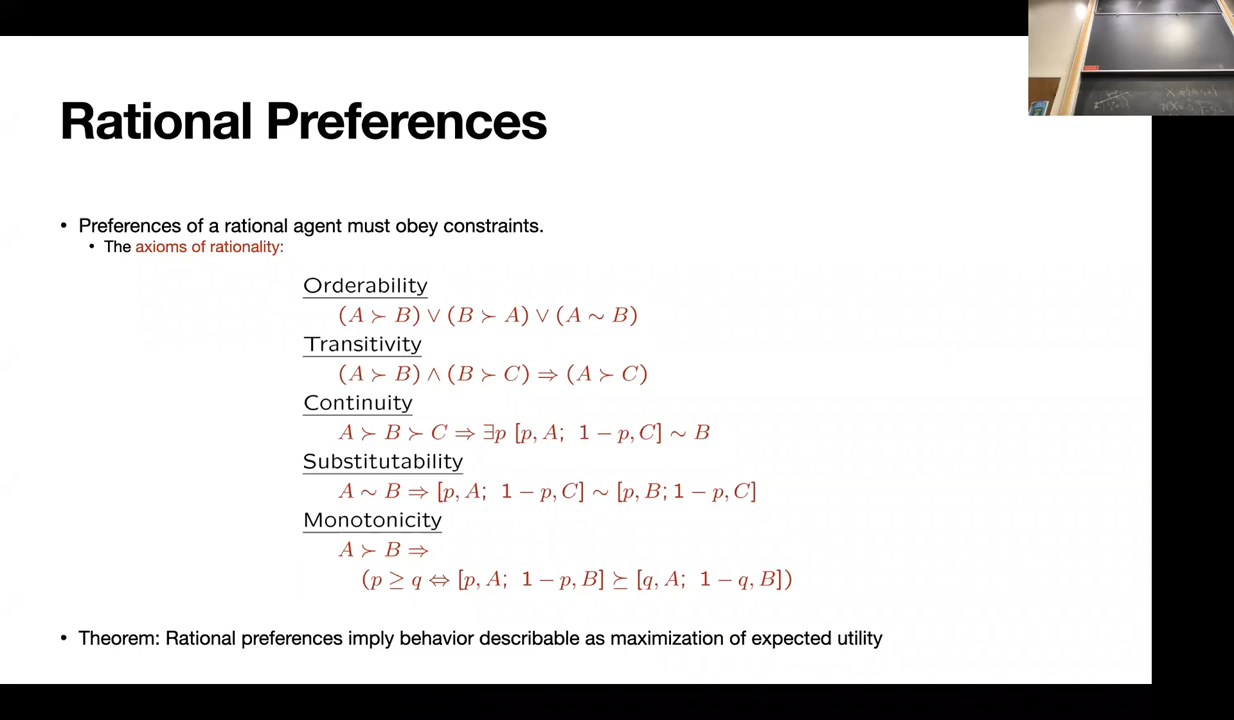 Rational Preferences
• Preferences of a rational agent must obey constraints.
• The axioms of rationality:
Orderability
(A ≻ B) ∨ (B ≻ A) ∨ (A ∼ B)
Transitivity
(A ≻ B) ∧ (B ≻ C) ⇒ (A ≻ C)
Continuity
A ≻ B ≻ C ⇒ ∃p [p, A; 1 − p, C] ∼ B
Substitutability
A ∼ B ⇒ [p, A; 1 − p, C] ∼ [p, B; 1 − p, C]
Monotonicity
A ≻ B ⇒
(p ≥ q ⇔ [p, A; 1 − p, B] ≽ [q, A; 1 − q, B])
• Theorem: Rational preferences imply behavior describable as maximization of expected utility